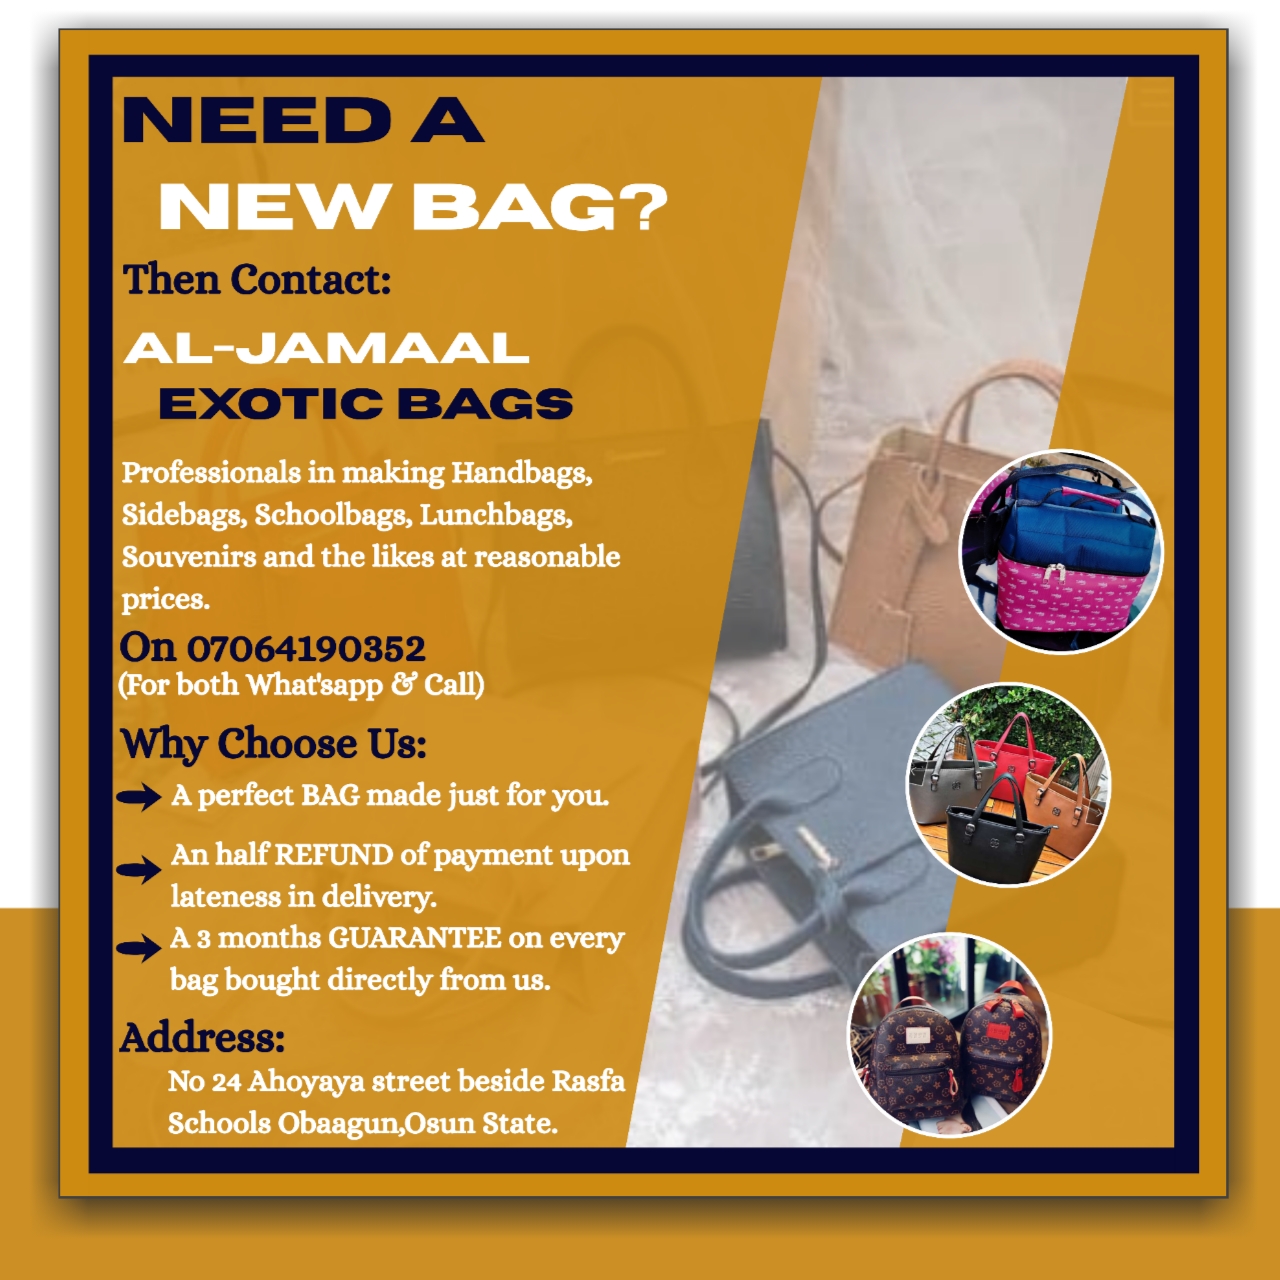 NEED A
NEW BAG?
Then Contact:
AL-JAMAAL
EXOTIC BAGS
Professionals in making Handbags,
Sidebags, Schoolbags, Lunchbags,
Souvenirs and the likes at reasonable
prices.
On 07064190352
(For both What'sapp & Call)
Why Choose Us:
A perfect BAG made just for you.
An half REFUND of payment upon
lateness in delivery.
A 3 months GUARANTEE on every
bag bought directly from us.
Address:
No 24 Ahoyaya street beside Rasfa
Schools Obaagun,Osun State.